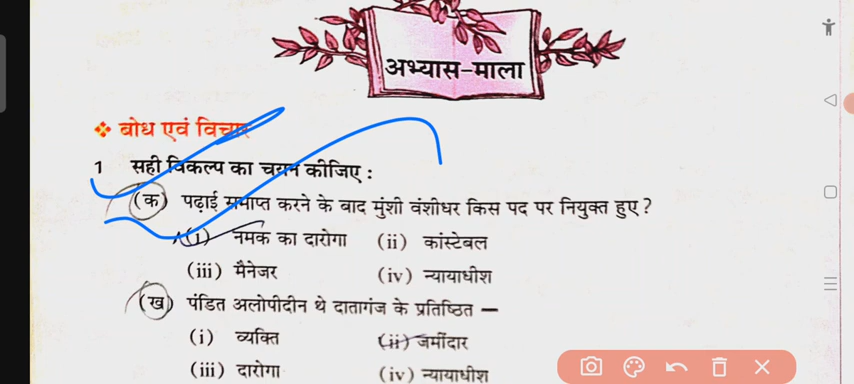 अभ्यास-माला
❖ बोध एवं विचार
1 सही विकल्प का चयन कीजिए :
(क) पढ़ाई समाप्त करने के बाद मुंशी वंशीधर किस पद पर नियुक्त हुए?
(i) नमक का दारोगा (ii) कांस्टेबल
(iii) मैनेजर (iv) न्यायाधीश
(ख) पंडित अलोपीदीन थे दातागंज के प्रतिष्ठित —
(i) व्यक्ति (ii) जमींदार
(iii) दारोगा (iv) न्यायाधीश